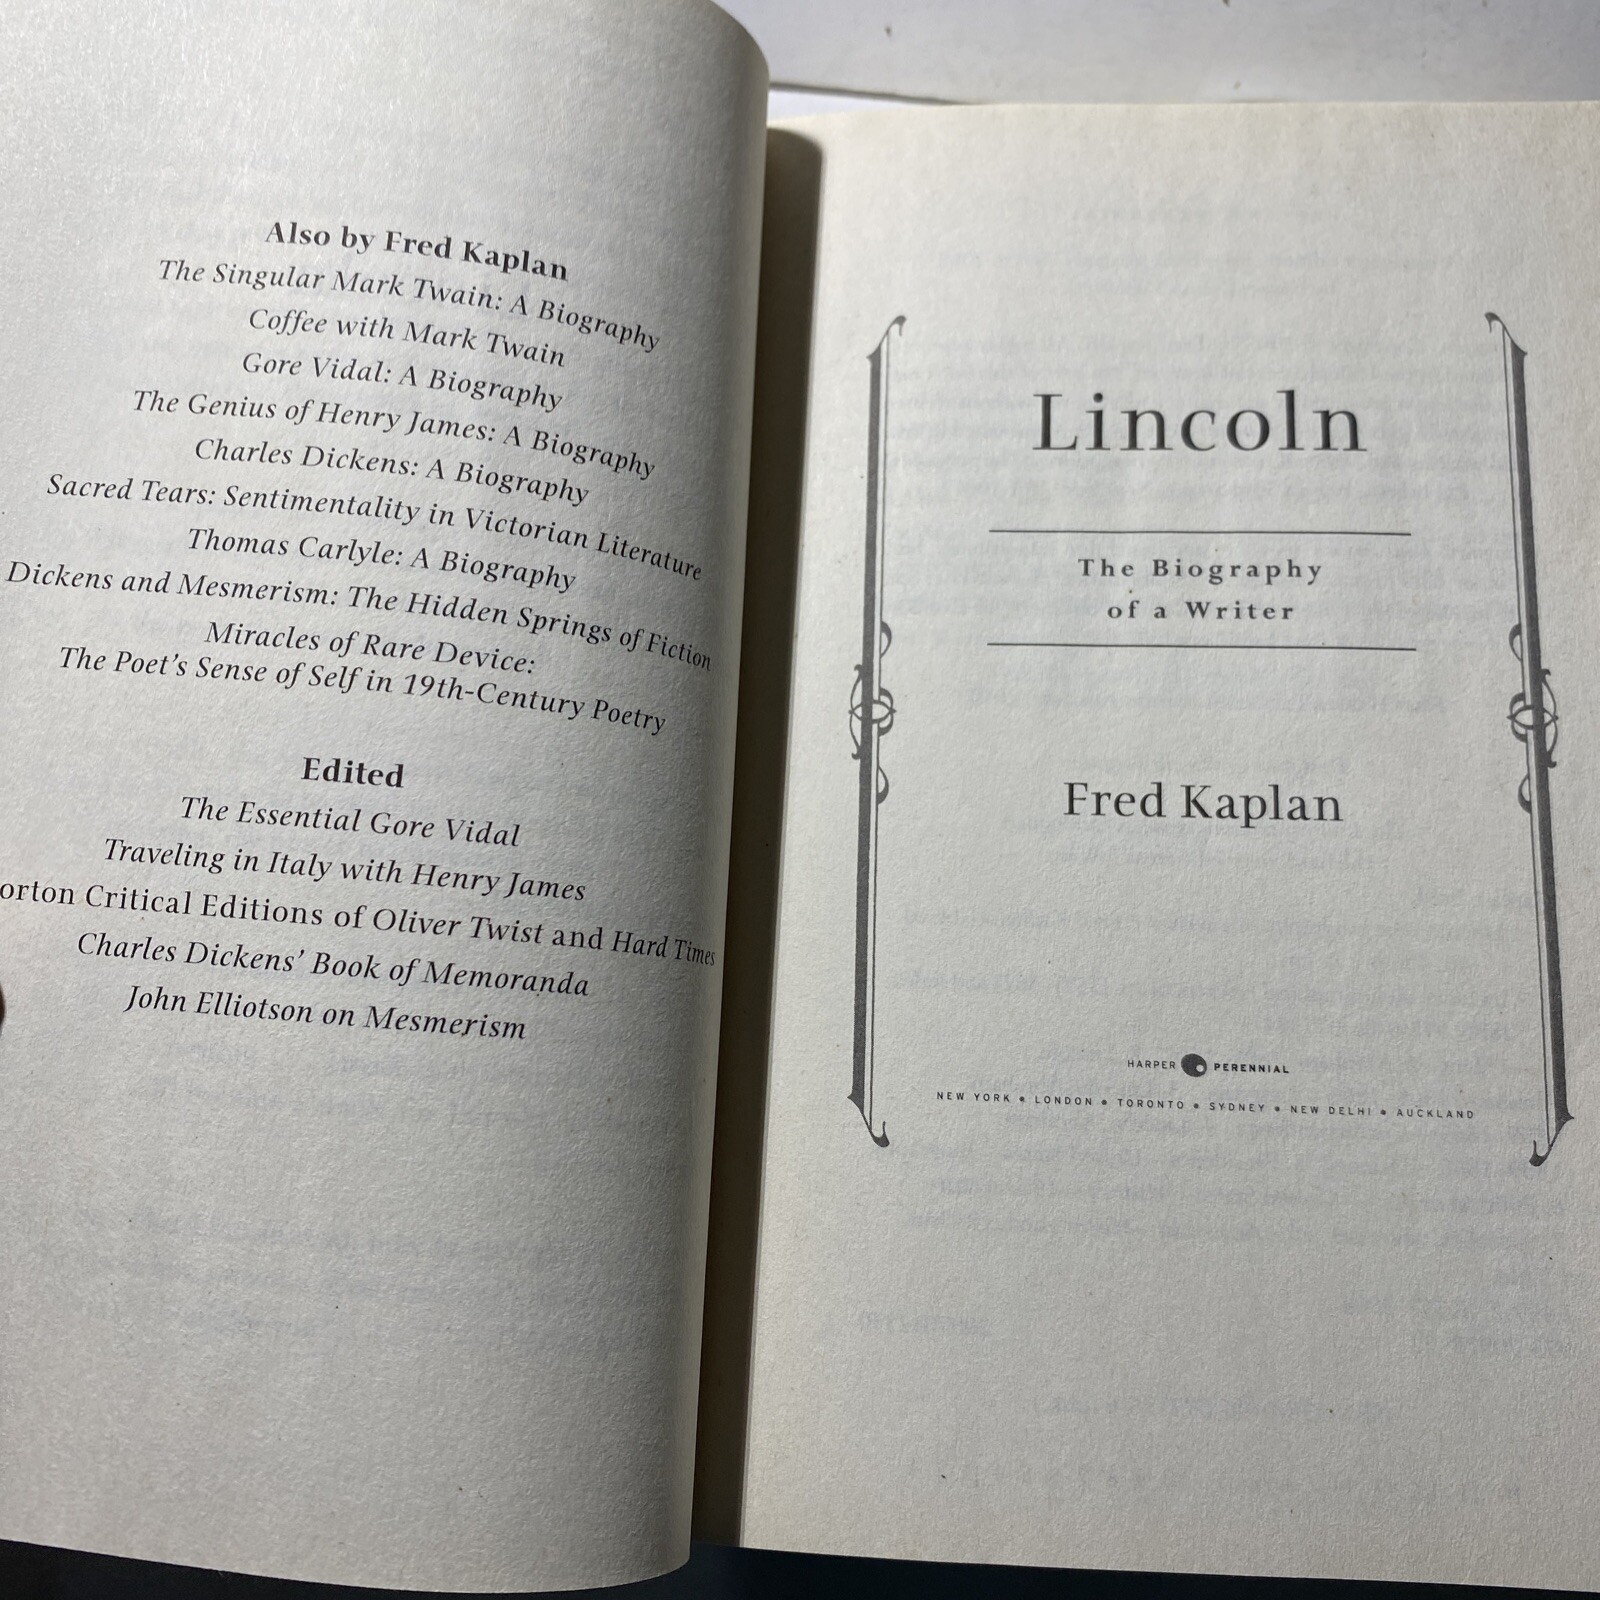 Also by Fred Kaplan
The Singular Mark Twain: A Biography
Coffee with Mark Twain
Gore Vidal: A Biography
The Genius of Henry James: A Biography
Charles Dickens: A Biography
Sacred Tears: Sentimentality in Victorian Literature
Thomas Carlyle: A Biography
Dickens and Mesmerism: The Hidden Springs of Fiction
Miracles of Rare Device:
The Poet's Sense of Self in 19th-Century Poetry
Edited
The Essential Gore Vidal
Traveling in Italy with Henry James
orton Critical Editions of Oliver Twist and Hard Times
Charles Dickens' Book of Memoranda
John Elliotson on Mesmerism
Lincoln
The Biography
of a Writer
Fred Kaplan
HARPER PERENNIAL
NEW YORK • LONDON • TORONTO • SYDNEY • NEW DELHI • AUCKLAND